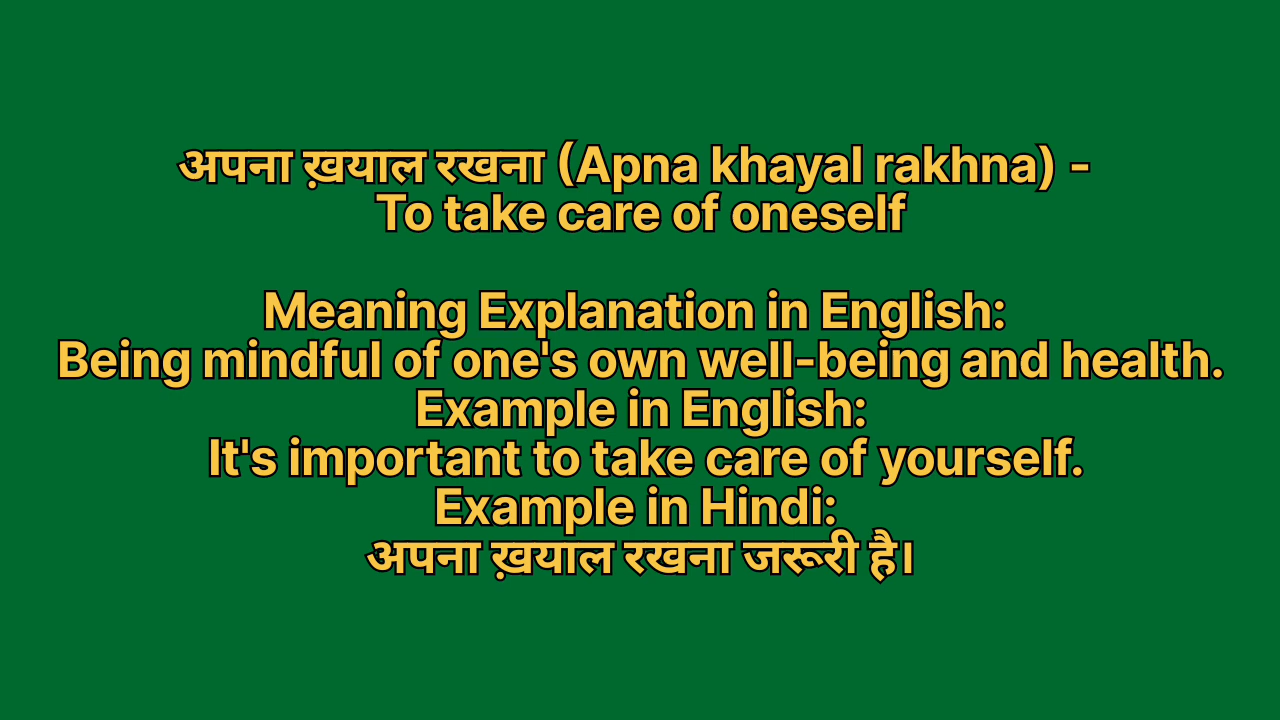 अपना ख़याल रखना (Apna khayal rakhna) -
To take care of oneself
Meaning Explanation in English:
Being mindful of one's own well-being and health.
Example in English:
It's important to take care of yourself.
Example in Hindi:
अपना ख़याल रखना जरूरी है।